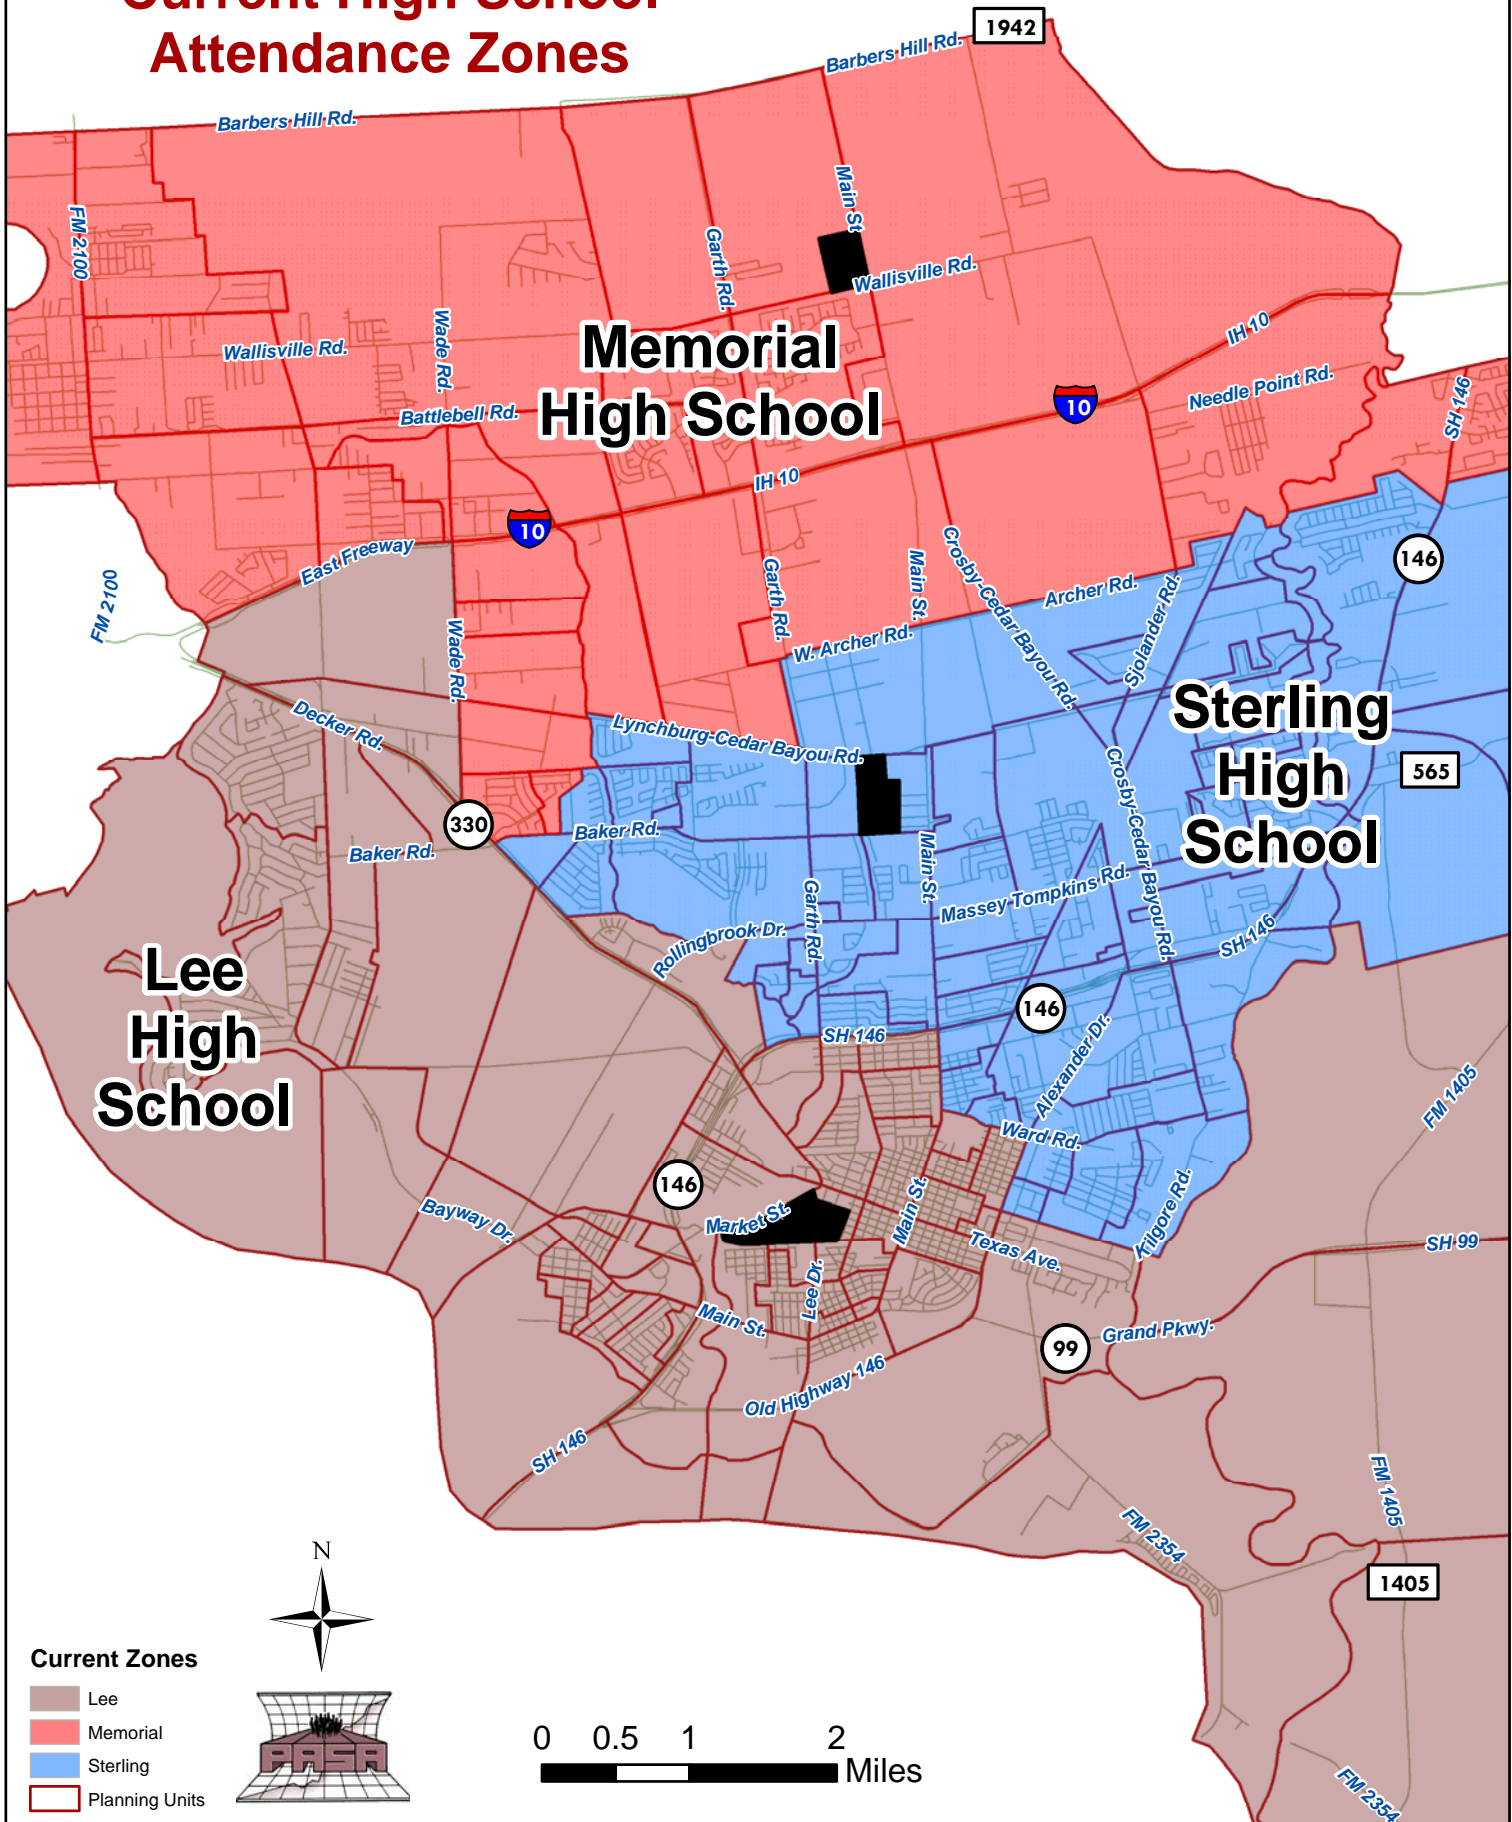 Current High School
Attendance Zones
1942
Barbers Hill Rd.
Barbers Hill Rd.
Main St
FM 2100
Garth Rd.
Wallisville Rd.
IH 10
Wade Rd.
Wallisville Rd.
Memorial
High School
Needle Point Rd.
SH 146
10
Battlebell Rd.
IH 10
10
East Freeway
146
FM 2100
Garth Rd.
Main St.
Crosby-Cedar Bayou Rd.
Archer Rd.
Sjolander Rd.
W. Archer Rd.
Wade Rd.
Decker Rd.
Lynchburg-Cedar Bayou Rd.
Sterling
High
School
565
Crosby-Cedar Bayou Rd.
330
Baker Rd.
Baker Rd.
Main St.
Massey Tompkins Rd.
Garth Rd.
Rollingbrook Dr.
SH 146
Lee
High
School
146
SH 146
Alexander Dr.
Ward Rd.
FM 1405
146
Kilgore Rd.
Bayway Dr.
Market St.
Main St.
Texas Ave.
SH 99
Lee Dr.
Main St.
99
Grand Pkwy.
Old Highway 146
SH 146
FM 1405
FM 2354
1405
N
Current Zones
Lee
Memorial
Sterling
Planning Units
PASA
0 0.5 1 2
Miles
FM 2354